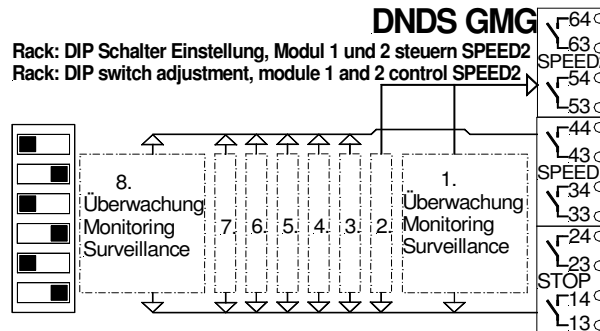 DNDS GMG
Rack: DIP Schalter Einstellung, Modul 1 und 2 steuern SPEED2
Rack: DIP switch adjustment, module 1 and 2 control SPEED2
64
63
SPEED2
54
53
44
43
SPEED
34
33
24
23
STOP
14
13
8.
Überwachung
Monitoring
Surveillance
7.
6.
5.
4.
3.
2.
1.
Überwachung
Monitoring
Surveillance